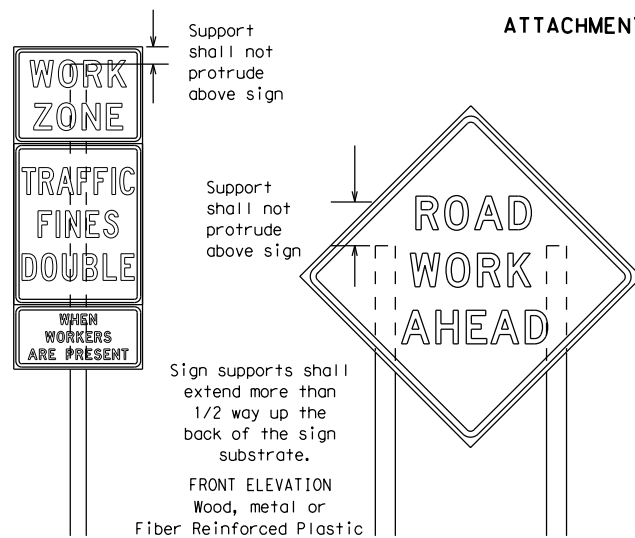 ATTACHMENT
Support
shall not
protrude
above sign
WORK
ZONE
TRAFFIC
FINES
DOUBLE
WHEN
WORKERS
ARE PRESENT
Support
shall not
protrude
above sign
ROAD
WORK
AHEAD
Sign supports shall
extend more than
1/2 way up the
back of the sign
substrate.
FRONT ELEVATION
Wood, metal or
Fiber Reinforced Plastic